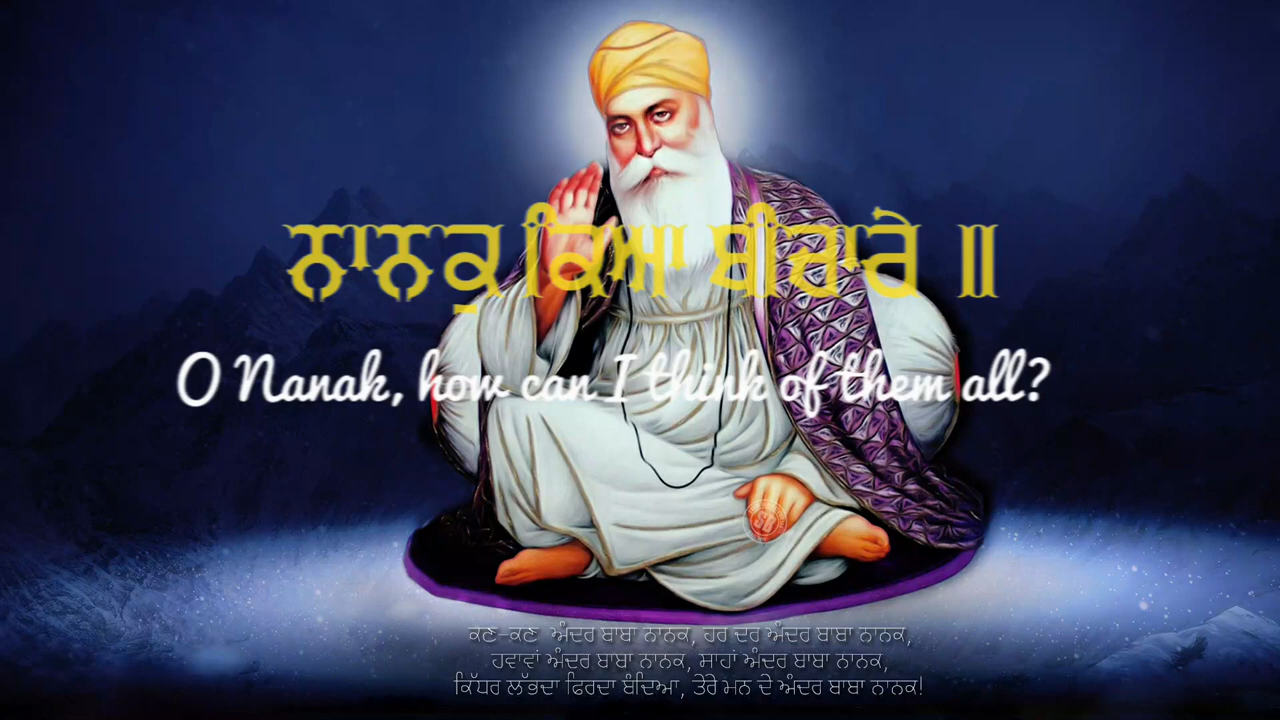 ਨਾਨਕੁ ਕਿਆ ਬੀਚਾਰੇ ॥
O Nanak, how can I think of them all?
ਕਣ-ਕਣ ਅੰਦਰ ਬਾਬਾ ਨਾਨਕ, ਹਰ ਦਰ ਅੰਦਰ ਬਾਬਾ ਨਾਨਕ,
ਹਵਾਵਾਂ ਅੰਦਰ ਬਾਬਾ ਨਾਨਕ, ਸਾਹਾਂ ਅੰਦਰ ਬਾਬਾ ਨਾਨਕ,
ਕਿੱਧਰ ਲੱਭਦਾ ਫਿਰਦਾ ਬੰਦਿਆ, ਤੇਰੇ ਮਨ ਦੇ ਅੰਦਰ ਬਾਬਾ ਨਾਨਕ!